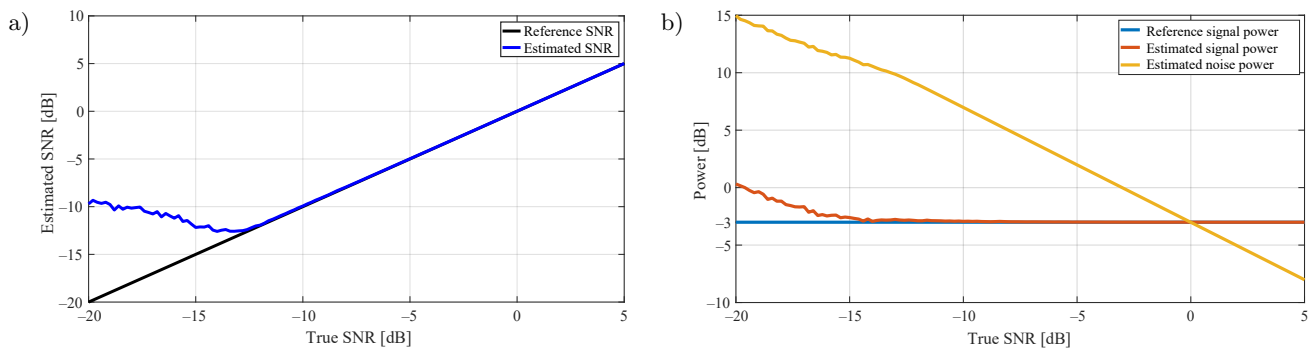 a)
Estimated SNR [dB]
10
5
0
−5
−10
−15
−20
−20
−15
−10
−5
0
5
True SNR [dB]
Reference SNR
Estimated SNR
b)
Power [dB]
15
10
5
0
−3
−5
−10
−20
−15
−10
−5
0
5
True SNR [dB]
Reference signal power
Estimated signal power
Estimated noise power